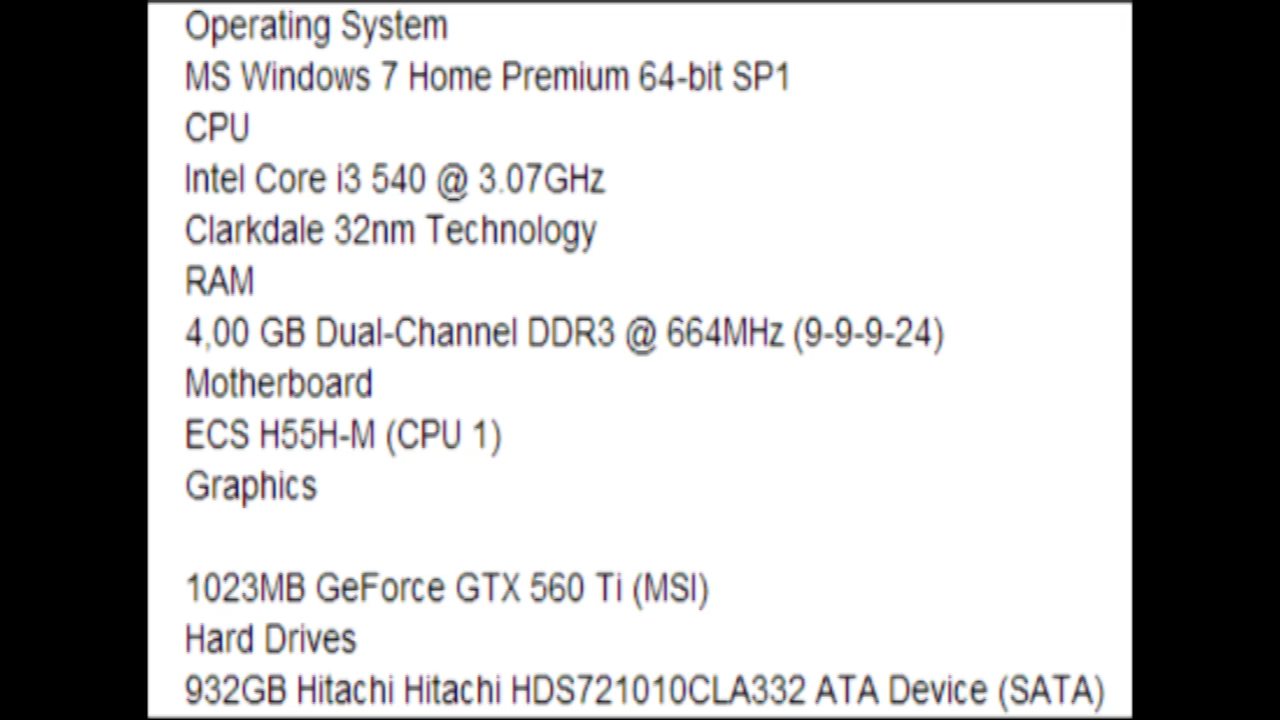 Operating System
MS Windows 7 Home Premium 64-bit SP1
CPU
Intel Core i3 540 @ 3.07GHz
Clarkdale 32nm Technology
RAM
4,00 GB Dual-Channel DDR3 @ 664MHz (9-9-9-24)
Motherboard
ECS H55H-M (CPU 1)
Graphics
1023MB GeForce GTX 560 Ti (MSI)
Hard Drives
932GB Hitachi Hitachi HDS721010CLA332 ATA Device (SATA)